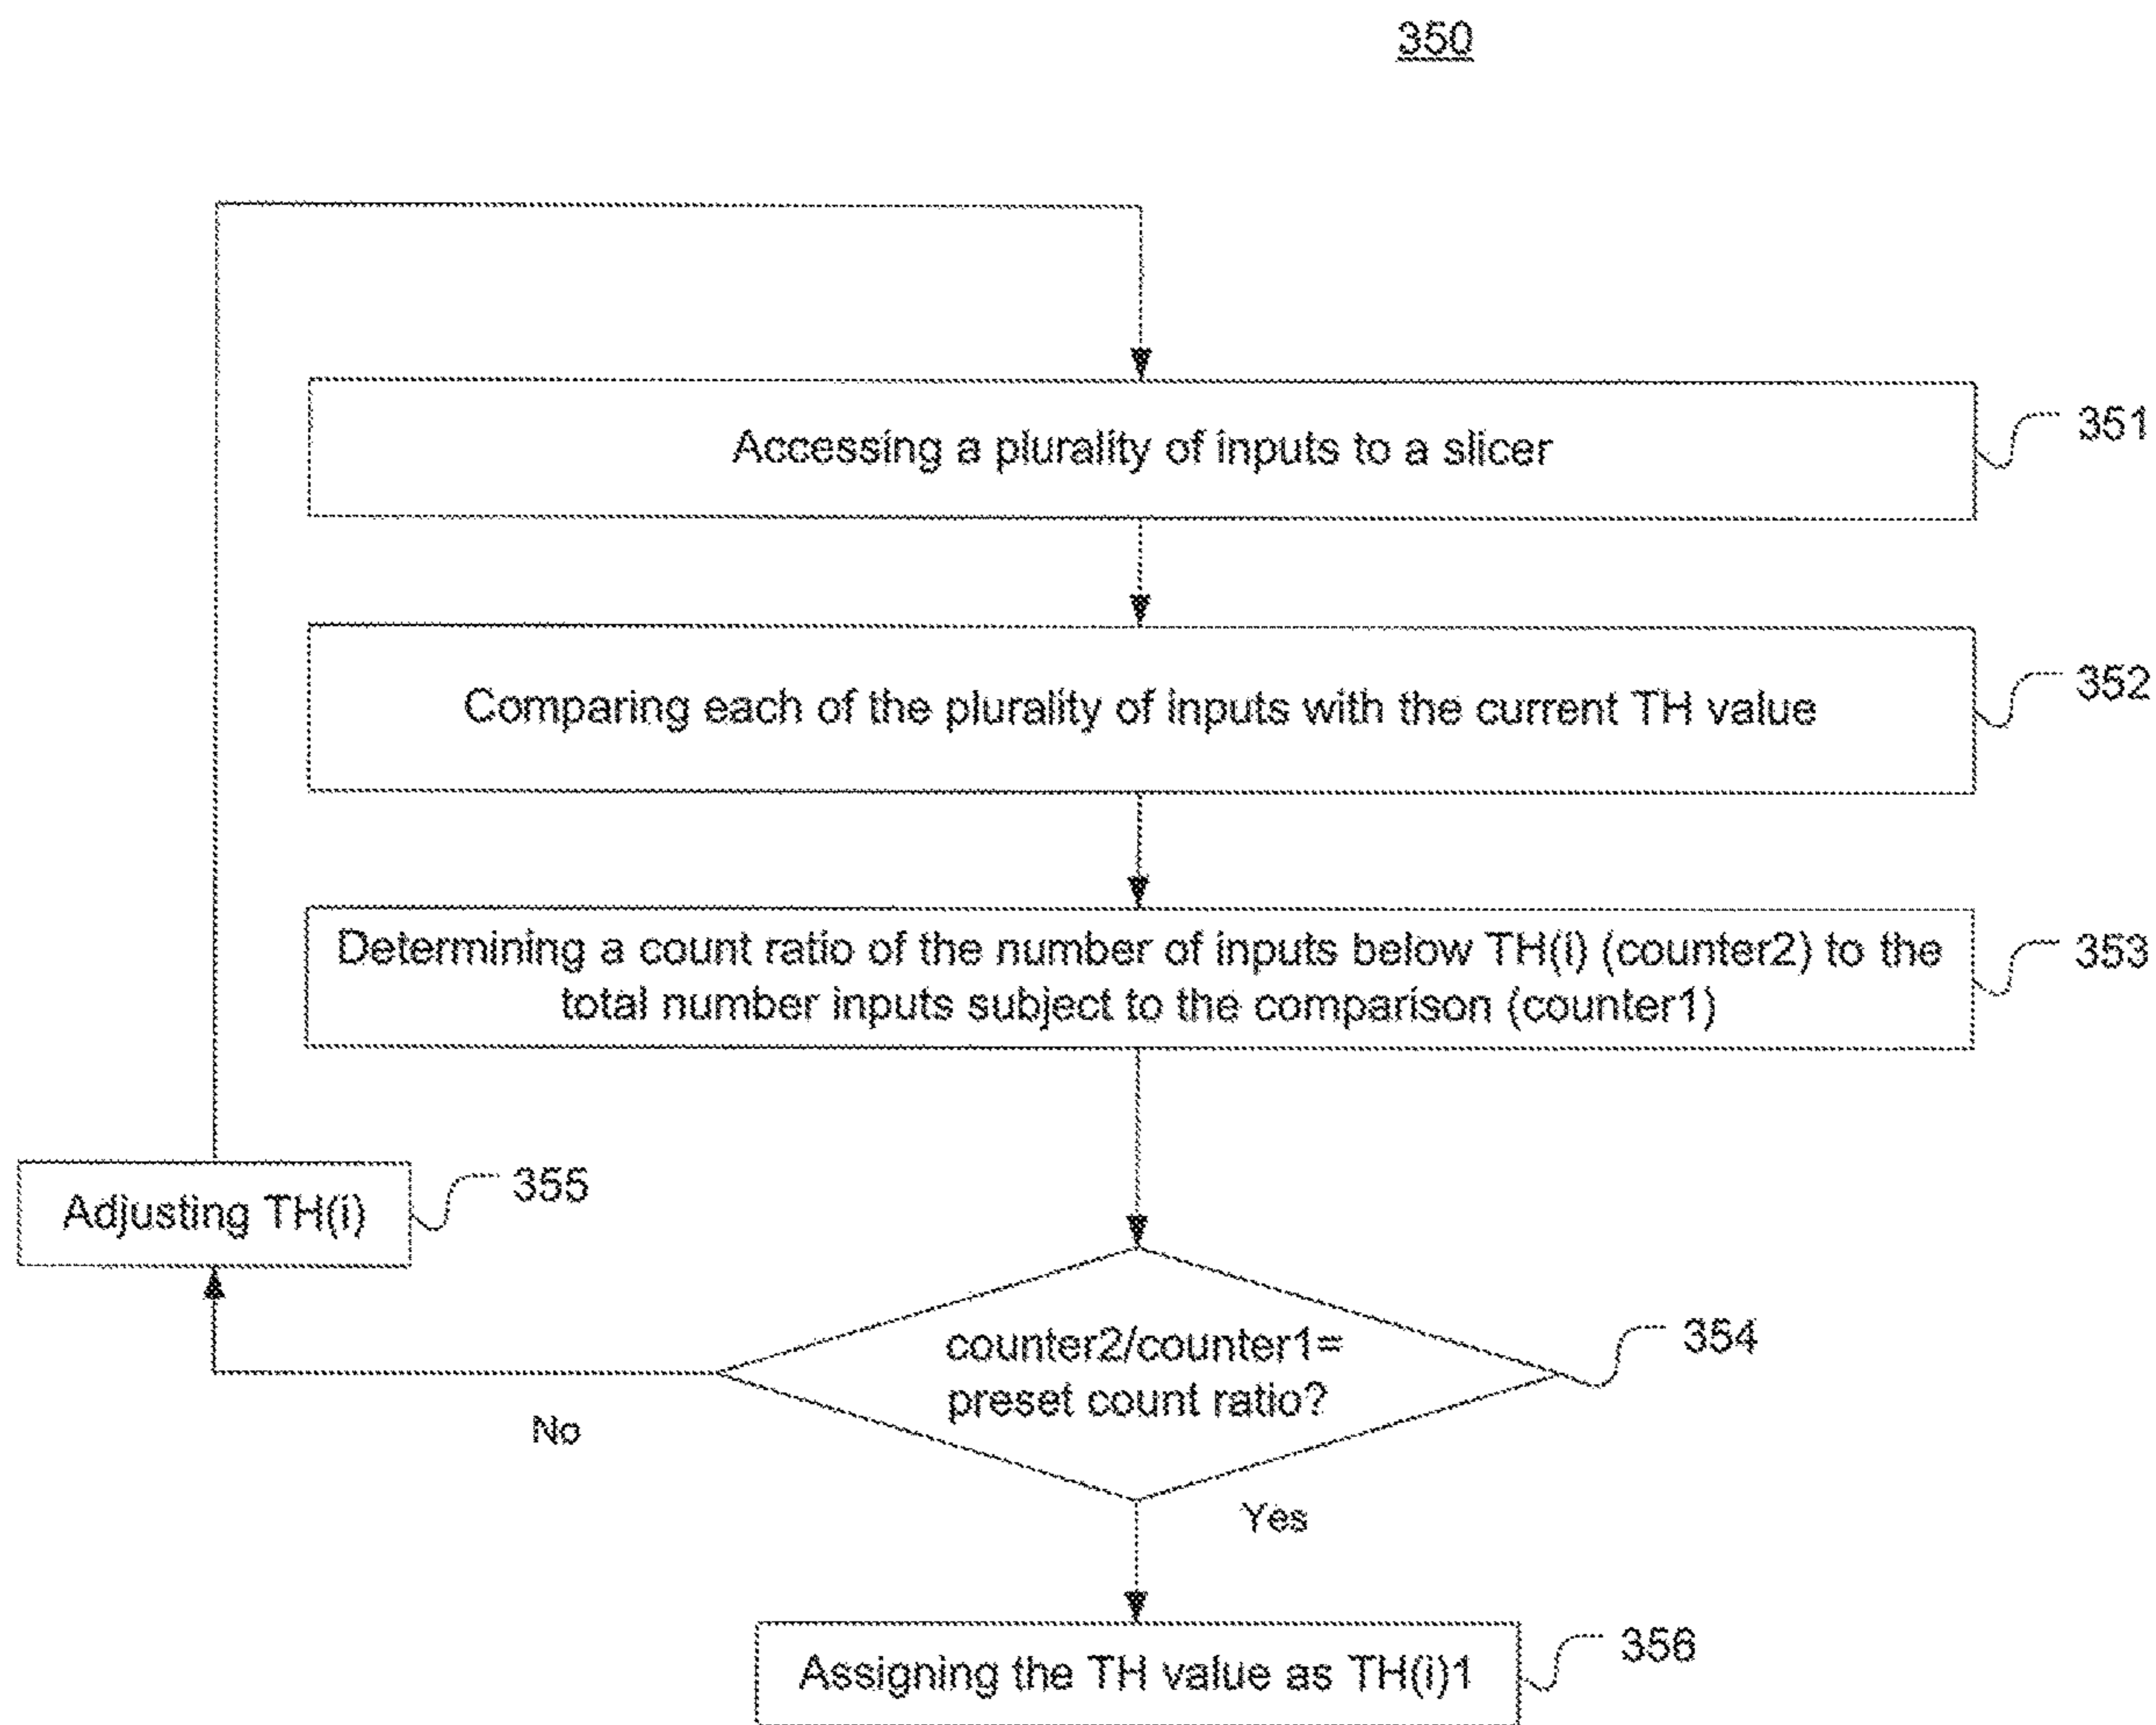 350
Accessing a plurality of inputs to a slicer
351
Comparing each of the plurality of inputs with the current TH value
352
Determining a count ratio of the number of inputs below TH(i) (counter2) to the
total number inputs subject to the comparison (counter1)
353
Adjusting TH(i)
355
counter2/counter1=
preset count ratio?
354
No
Yes
Assigning the TH value as TH(i)1
356